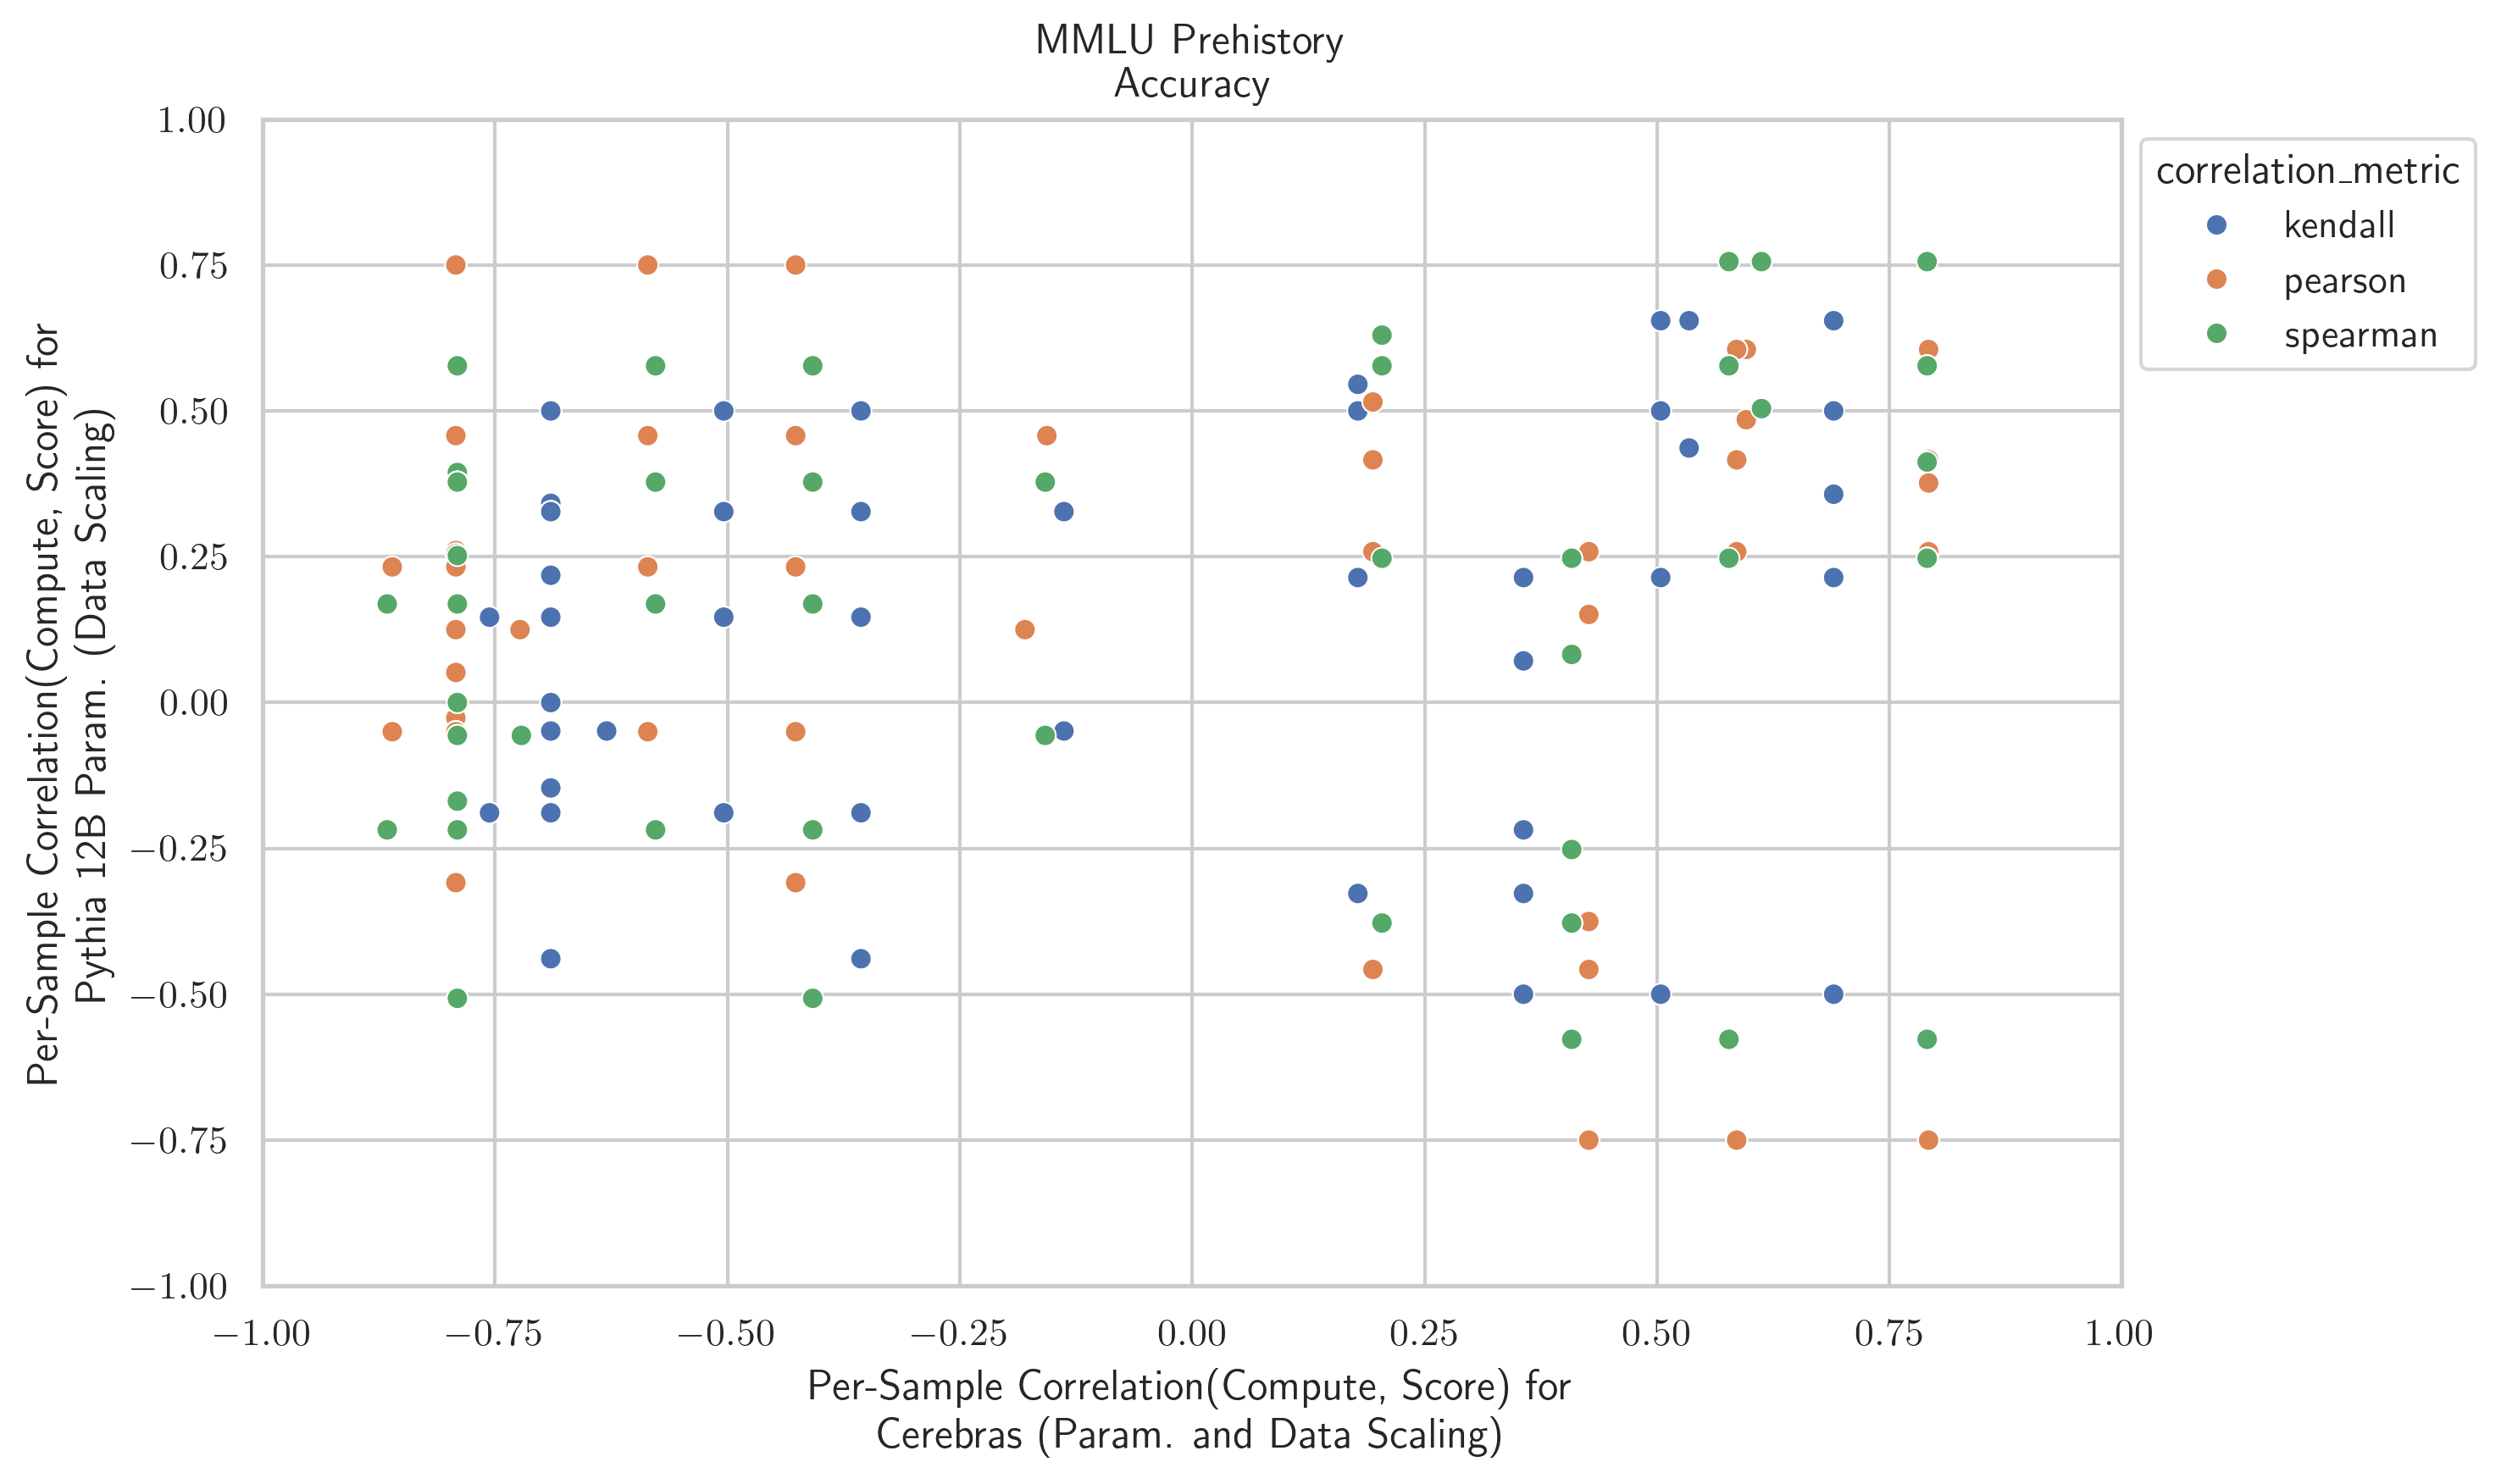 MMLU Prehistory
Accuracy
Per-Sample Correlation(Compute, Score) for
Pythia 12B Param. (Data Scaling)
1.00
0.75
0.50
0.25
0.00
−0.25
−0.50
−0.75
−1.00
−1.00 −0.75 −0.50 −0.25 0.00 0.25 0.50 0.75 1.00
Per-Sample Correlation(Compute, Score) for
Cerebras (Param. and Data Scaling)
correlation_metric
kendall
pearson
spearman